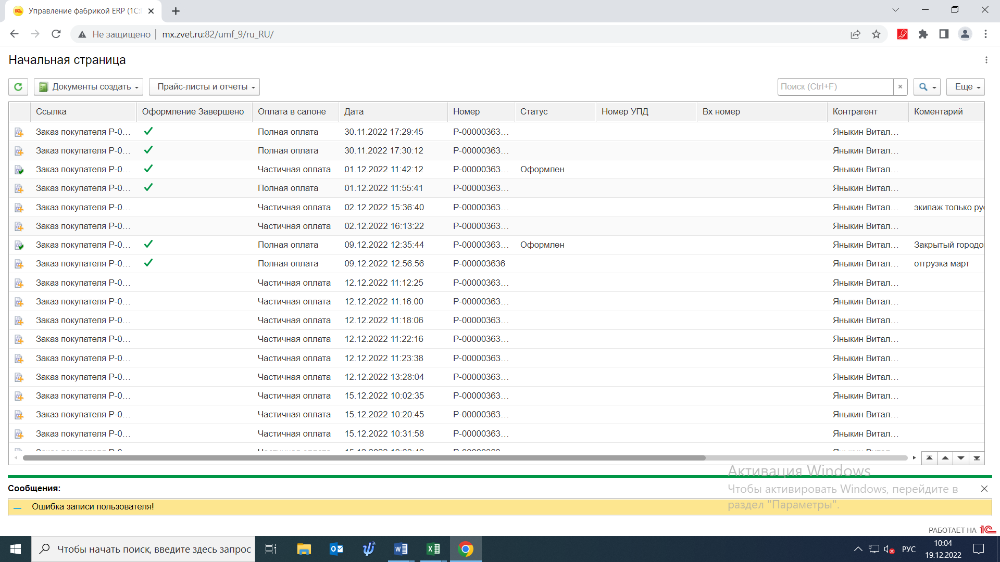 Управление фабрикой ERP (1С:
Не защищено | mx.zvet.ru:82/umf_9/ru_RU/
Начальная страница
Документы создать Прайс-листы и отчеты Поиск (Ctrl+F) × Еще
Ссылка Оформление Завершено Оплата в салоне Дата Номер Статус Номер УПД Вх номер Контрагент Коментарий
Заказ покупателя Р-0... Полная оплата 30.11.2022 17:29:45 Р-00000363... Яныкин Витал...
Заказ покупателя Р-0... Полная оплата 30.11.2022 17:30:12 Р-00000363... Яныкин Витал...
Заказ покупателя Р-0... Частичная оплата 01.12.2022 11:42:12 Р-00000363... Оформлен Яныкин Витал...
Заказ покупателя Р-0... Полная оплата 01.12.2022 11:55:41 Р-00000363... Яныкин Витал...
Заказ покупателя Р-0... Частичная оплата 02.12.2022 15:36:40 Р-00000363... Яныкин Витал... экипаж только рус
Заказ покупателя Р-0... Частичная оплата 02.12.2022 16:13:22 Р-00000363... Яныкин Витал...
Заказ покупателя Р-0... Полная оплата 09.12.2022 12:35:44 Р-00000363... Оформлен Яныкин Витал... Закрытый городо
Заказ покупателя Р-0... Полная оплата 09.12.2022 12:56:56 Р-000003636 Яныкин Витал... отгрузка март
Заказ покупателя Р-0... Частичная оплата 12.12.2022 11:12:25 Р-00000363... Яныкин Витал...
Заказ покупателя Р-0... Частичная оплата 12.12.2022 11:16:00 Р-00000363... Яныкин Витал...
Заказ покупателя Р-0... Частичная оплата 12.12.2022 11:18:06 Р-00000363... Яныкин Витал...
Заказ покупателя Р-0... Частичная оплата 12.12.2022 11:22:16 Р-00000363... Яныкин Витал...
Заказ покупателя Р-0... Частичная оплата 12.12.2022 11:23:38 Р-00000363... Яныкин Витал...
Заказ покупателя Р-0... Частичная оплата 12.12.2022 13:28:04 Р-00000363... Яныкин Витал...
Заказ покупателя Р-0... Частичная оплата 15.12.2022 10:02:35 Р-00000363... Яныкин Витал...
Заказ покупателя Р-0... Частичная оплата 15.12.2022 10:20:45 Р-00000363... Яныкин Витал...
Заказ покупателя Р-0... Частичная оплата 15.12.2022 10:31:58 Р-00000363... Яныкин Витал...
Активация Windows
Чтобы активировать Windows, перейдите в
раздел "Параметры".
Сообщения:
Ошибка записи пользователя!
РАБОТАЕТ НА 1С
Чтобы начать поиск, введите здесь запрос
РУС
10:04
19.12.2022